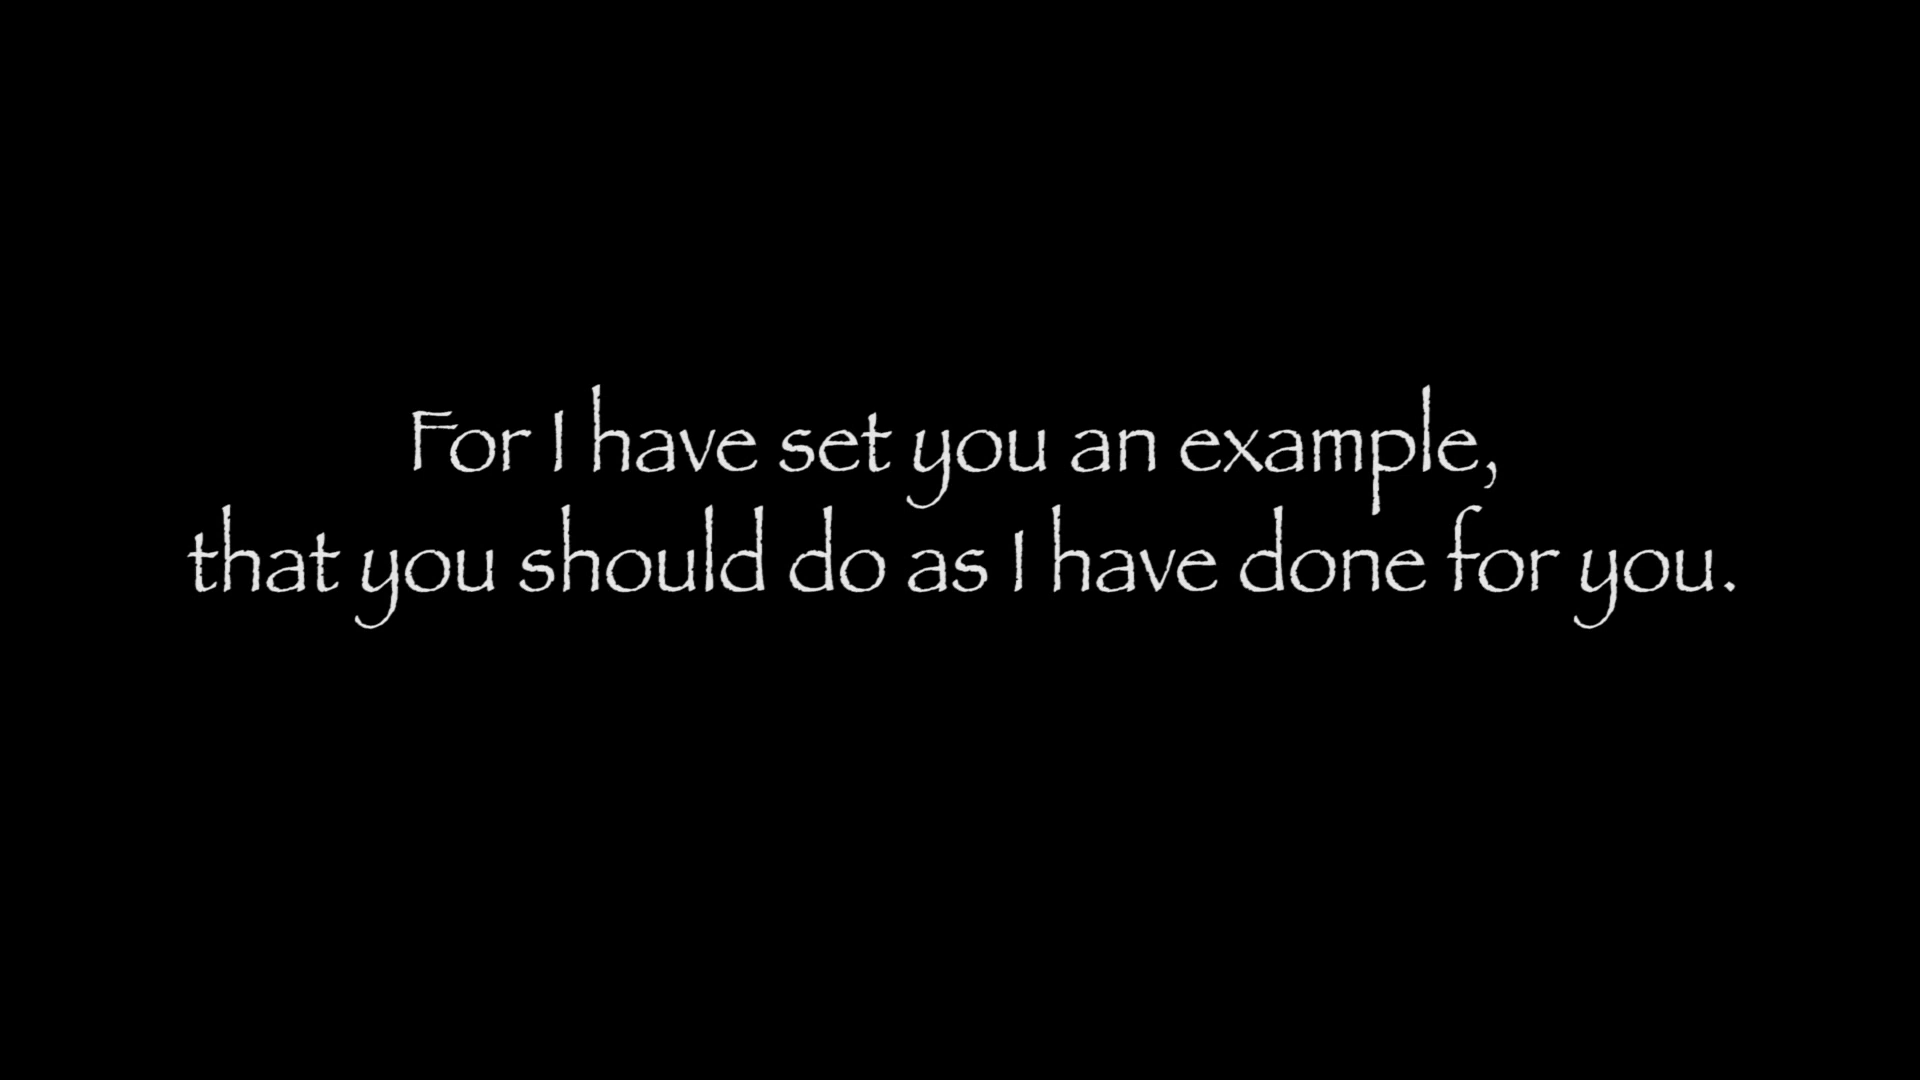 For I have set you an example,
that you should do as I have done for you.